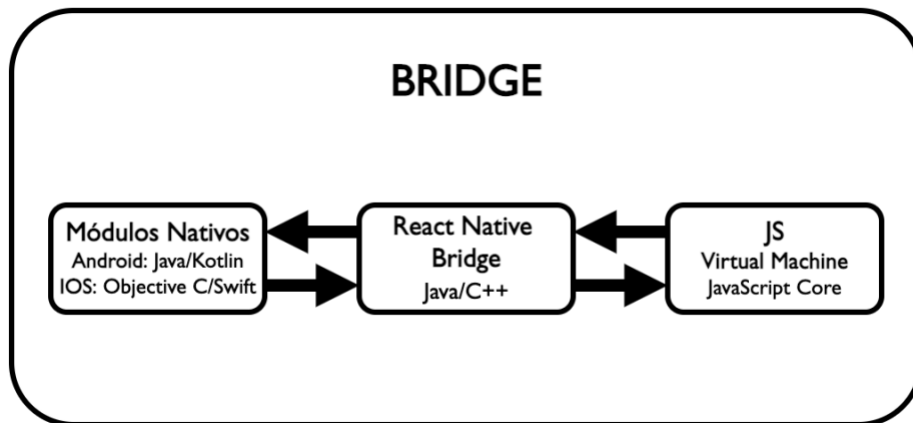 BRIDGE
Módulos Nativos
Android: Java/Kotlin
IOS: Objective C/Swift
React Native
Bridge
Java/C++
JS
Virtual Machine
JavaScript Core